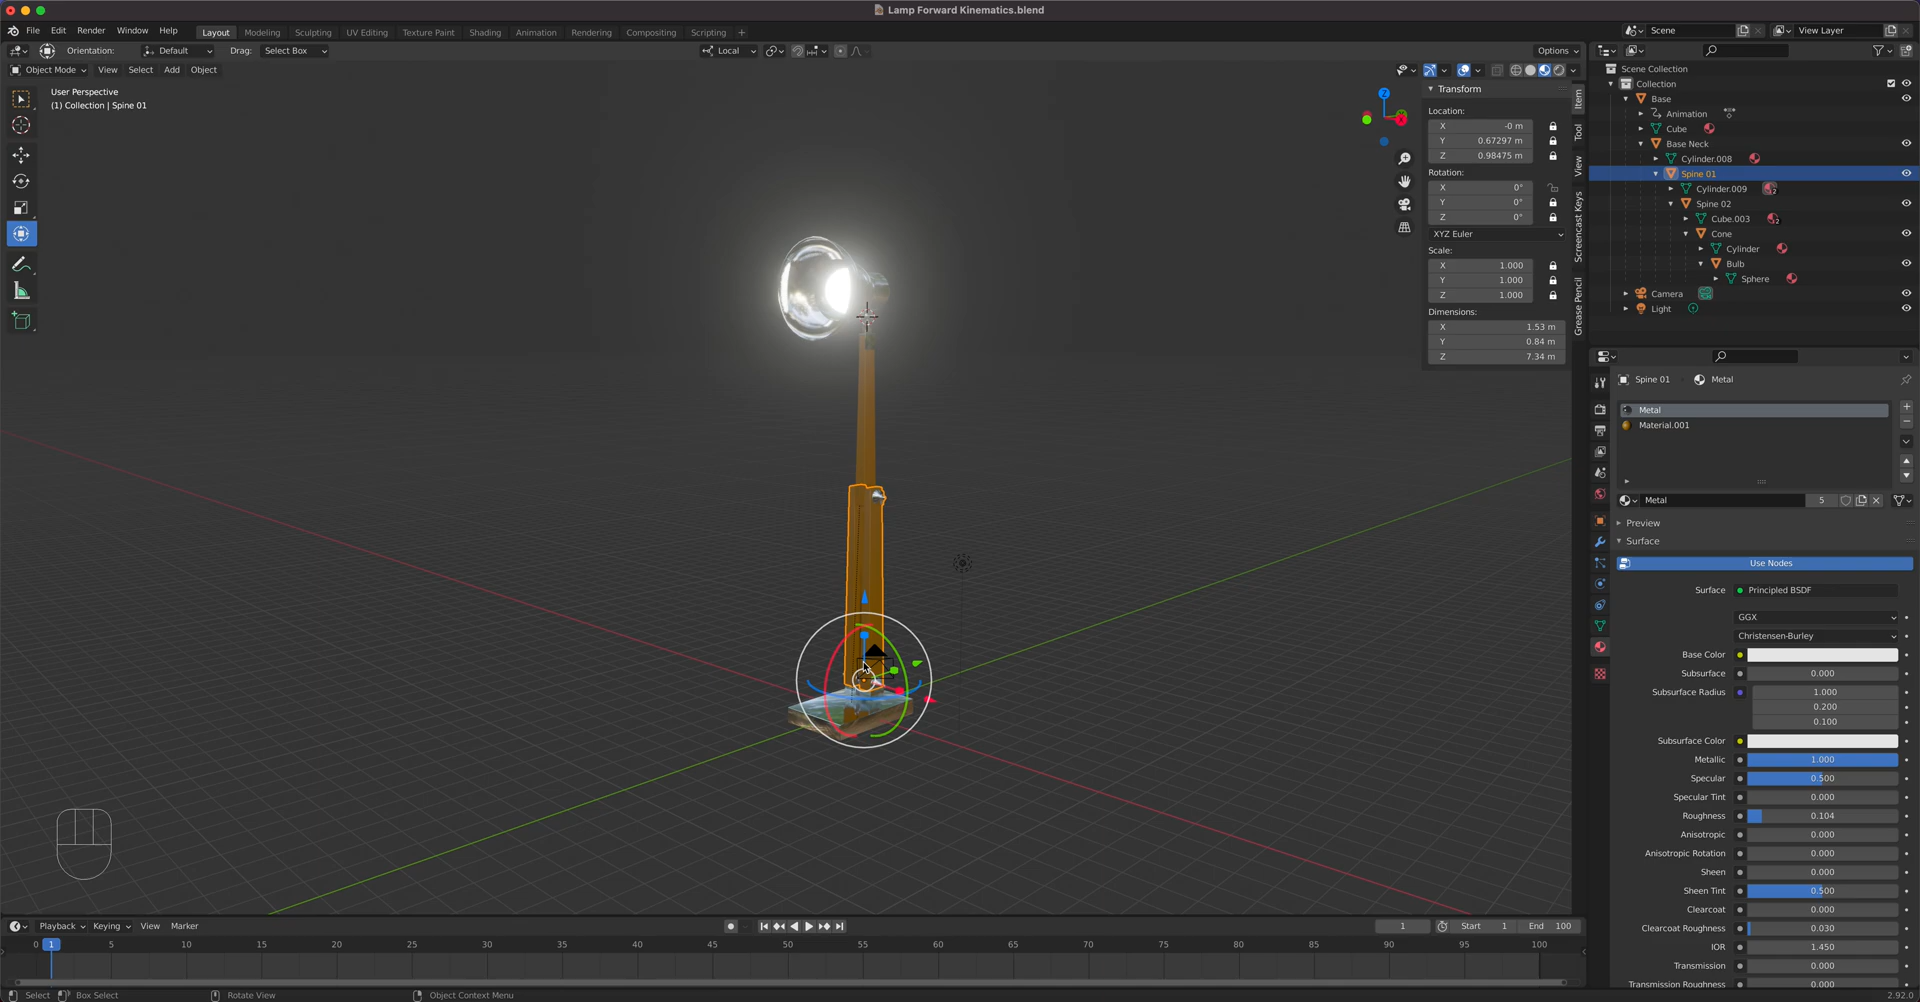 Lamp Forward Kinematics.blend
File Edit Render Window Help Layout Modeling Sculpting UV Editing Texture Paint Shading Animation Rendering Compositing Scripting +
Scene View Layer
Orientation: Default Drag: Select Box Local Options
Object Mode View Select Add Object
User Perspective
(1) Collection | Spine 01
Z
X
Transform
Location:
X -0 m
Y 0.67297 m
Z 0.98475 m
Rotation:
X 0°
Y 0°
Z 0°
XYZ Euler
Scale:
X 1.000
Y 1.000
Z 1.000
Dimensions:
X 1.53 m
Y 0.84 m
Z 7.34 m
Item
Tool
View
Screencast Keys
Grease Pencil
Scene Collection
Collection
Base
Animation
Cube
Base Neck
Cylinder.008
Spine 01
Cylinder.009
2
Spine 02
Cube.003
2
Cone
Cylinder
Bulb
Sphere
Camera
Light
Spine 01 Metal
Metal
Material.001
Metal 5
Preview
Surface
Use Nodes
Surface Principled BSDF
GGX
Christensen-Burley
Base Color
Subsurface 0.000
Subsurface Radius 1.000
0.200
0.100
Subsurface Color
Metallic 1.000
Specular 0.500
Specular Tint 0.000
Roughness 0.104
Anisotropic 0.000
Anisotropic Rotation 0.000
Sheen 0.000
Sheen Tint 0.500
Clearcoat 0.000
Clearcoat Roughness 0.030
IOR 1.450
Transmission 0.000
Transmission Roughness 0.000
Playback Keying View Marker 1 Start 1 End 100
0 1 5 10 15 20 25 30 35 40 45 50 55 60 65 70 75 80 85 90 95 100
Select Box Select Rotate View Object Context Menu 2.92.0